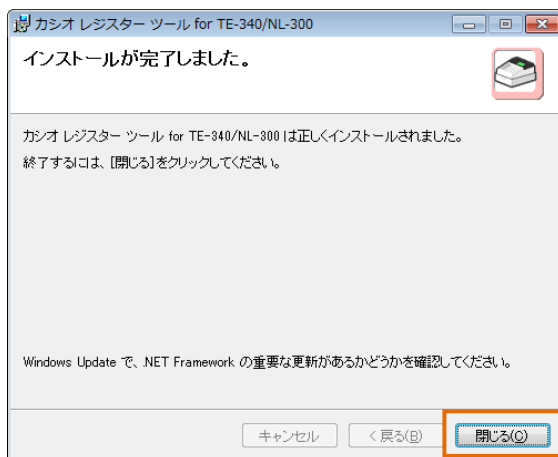 カシオ レジスター ツール for TE-340/NL-300
インストールが完了しました。
カシオ レジスター ツール for TE-340/NL-300 は正しくインストールされました。
終了するには、[閉じる]をクリックしてください。
Windows Update で、.NET Framework の重要な更新があるかどうかを確認してください。
キャンセル
< 戻る(B)
閉じる(C)